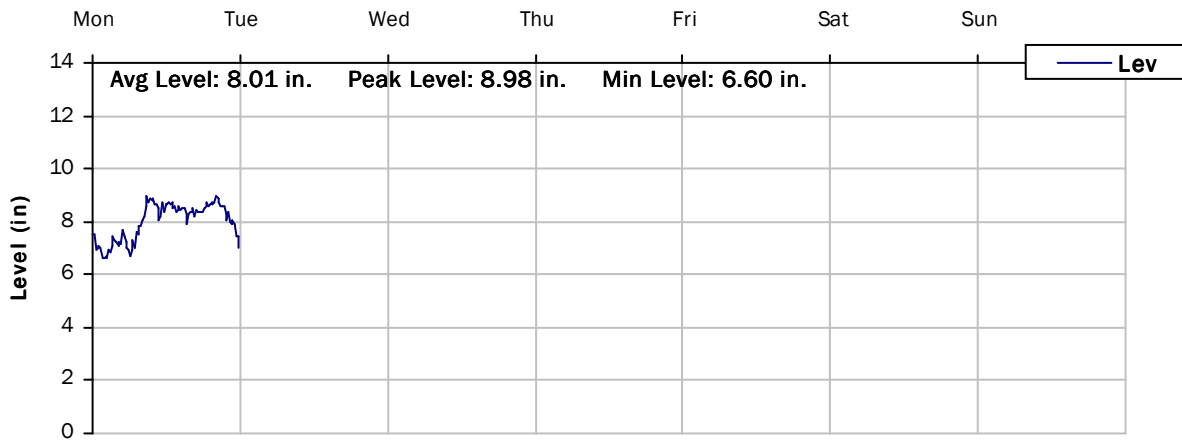 Mon Tue Wed Thu Fri Sat Sun
14
Lev
Avg Level: 8.01 in. Peak Level: 8.98 in. Min Level: 6.60 in.
12
10
8
6
4
2
0
Level (in)